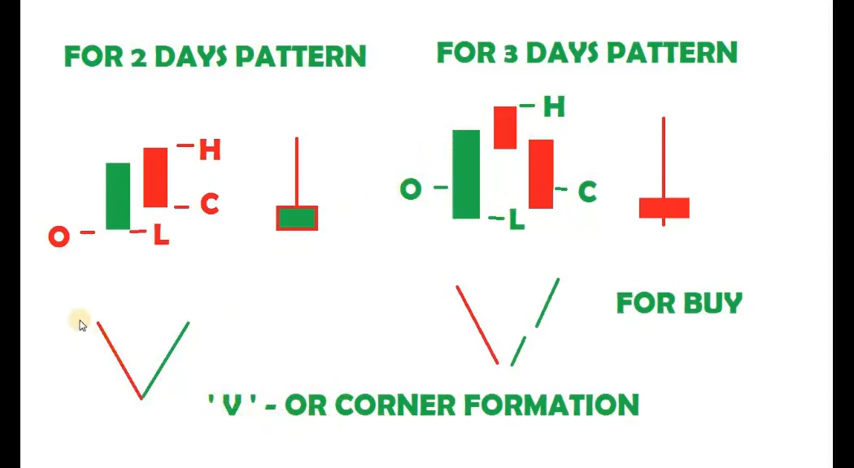 FOR 2 DAYS PATTERN
FOR 3 DAYS PATTERN
H
C
O
L
H
O
C
L
FOR BUY
' V ' - OR CORNER FORMATION